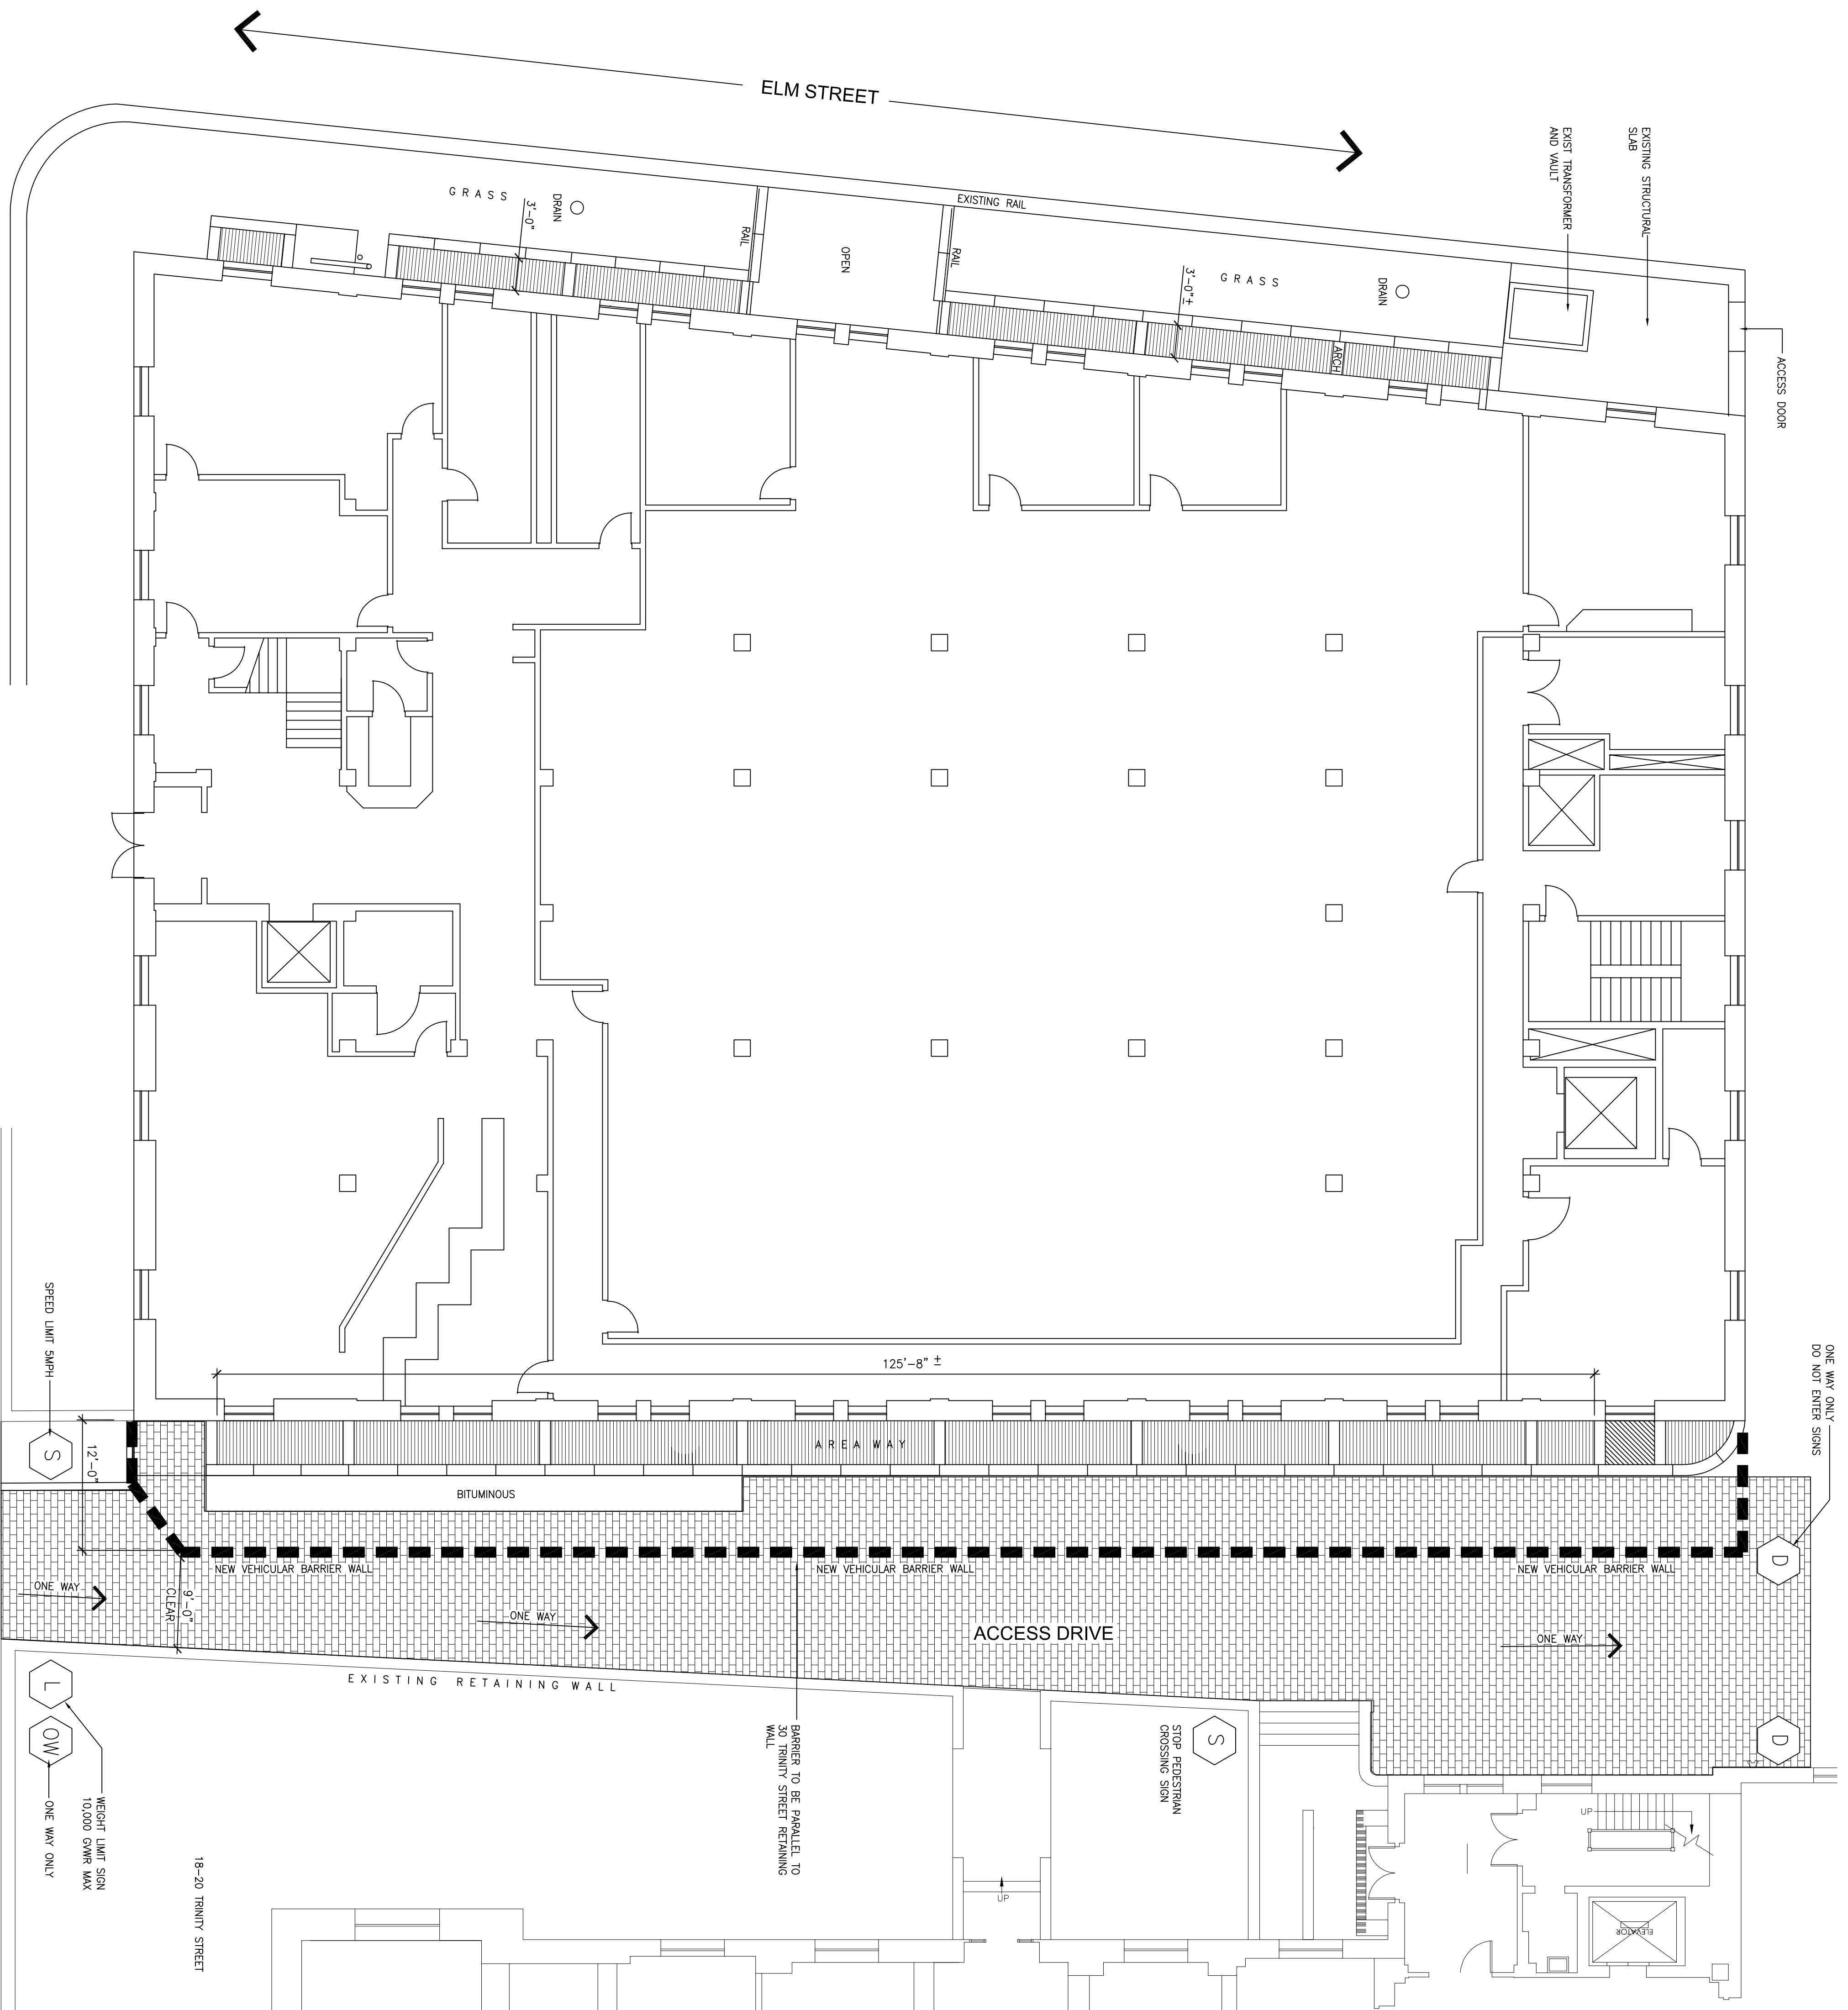 ELM STREET
EXISTING STRUCTURAL
SLAB
EXIST TRANSFORMER
AND VAULT
ACCESS DOOR
GRASS
DRAIN
3'-0"
RAIL
OPEN
RAIL
EXISTING RAIL
GRASS
3'-0"±
DRAIN
ARCH
125'-8" ±
ONE WAY ONLY
DO NOT ENTER SIGNS
SPEED LIMIT 5MPH
S
12'-0"
AREA WAY
BITUMINOUS
D
NEW VEHICULAR BARRIER WALL
NEW VEHICULAR BARRIER WALL
NEW VEHICULAR BARRIER WALL
ONE WAY
9'-0"
CLEAR
ONE WAY
ACCESS DRIVE
ONE WAY
EXISTING RETAINING WALL
L
OW
WEIGHT LIMIT SIGN
10,000 GVWR MAX
ONE WAY ONLY
BARRIER TO BE PARALLEL TO
30 TRINITY STREET RETAINING
WALL
STOP PEDESTRIAN
CROSSING SIGN
S
D
UP
UP
ELEVATOR
18-20 TRINITY STREET